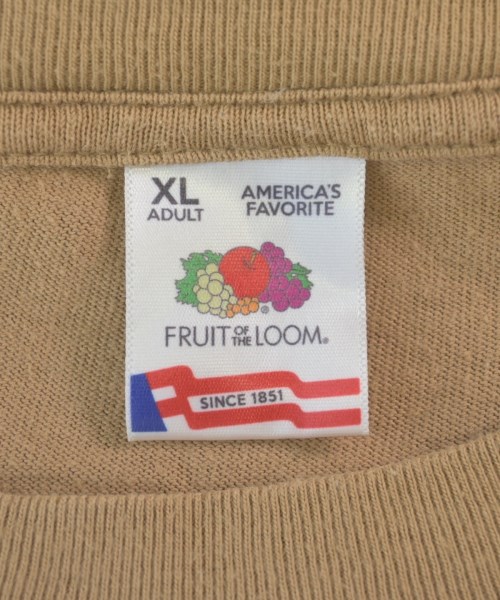 XL
ADULT
AMERICA'S
FAVORITE
FRUIT OF THE LOOM®
SINCE 1851